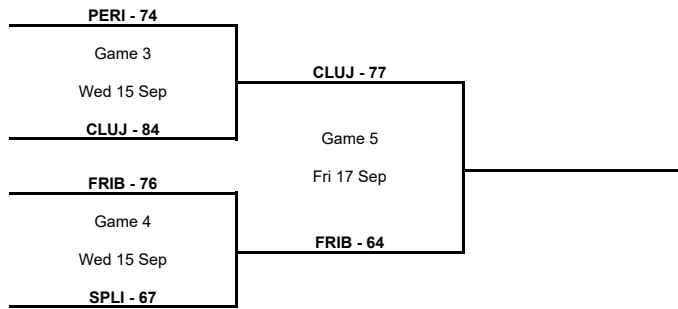 PERI - 74
Game 3
Wed 15 Sep
CLUJ - 84
FRIB - 76
Game 4
Wed 15 Sep
SPLI - 67
CLUJ - 77
Game 5
Fri 17 Sep
FRIB - 64